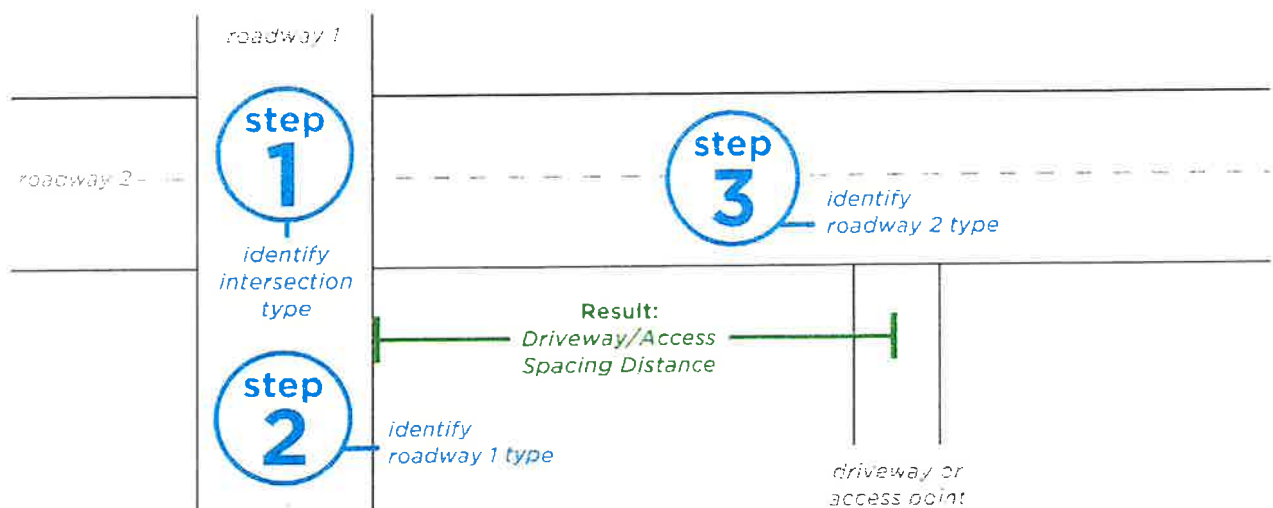 roadway 1
step
1
identify
intersection
type
roadway 2
step
3
identify
roadway 2 type
Result:
Driveway/Access
Spacing Distance
step
2
identify
roadway 1 type
driveway or
access point